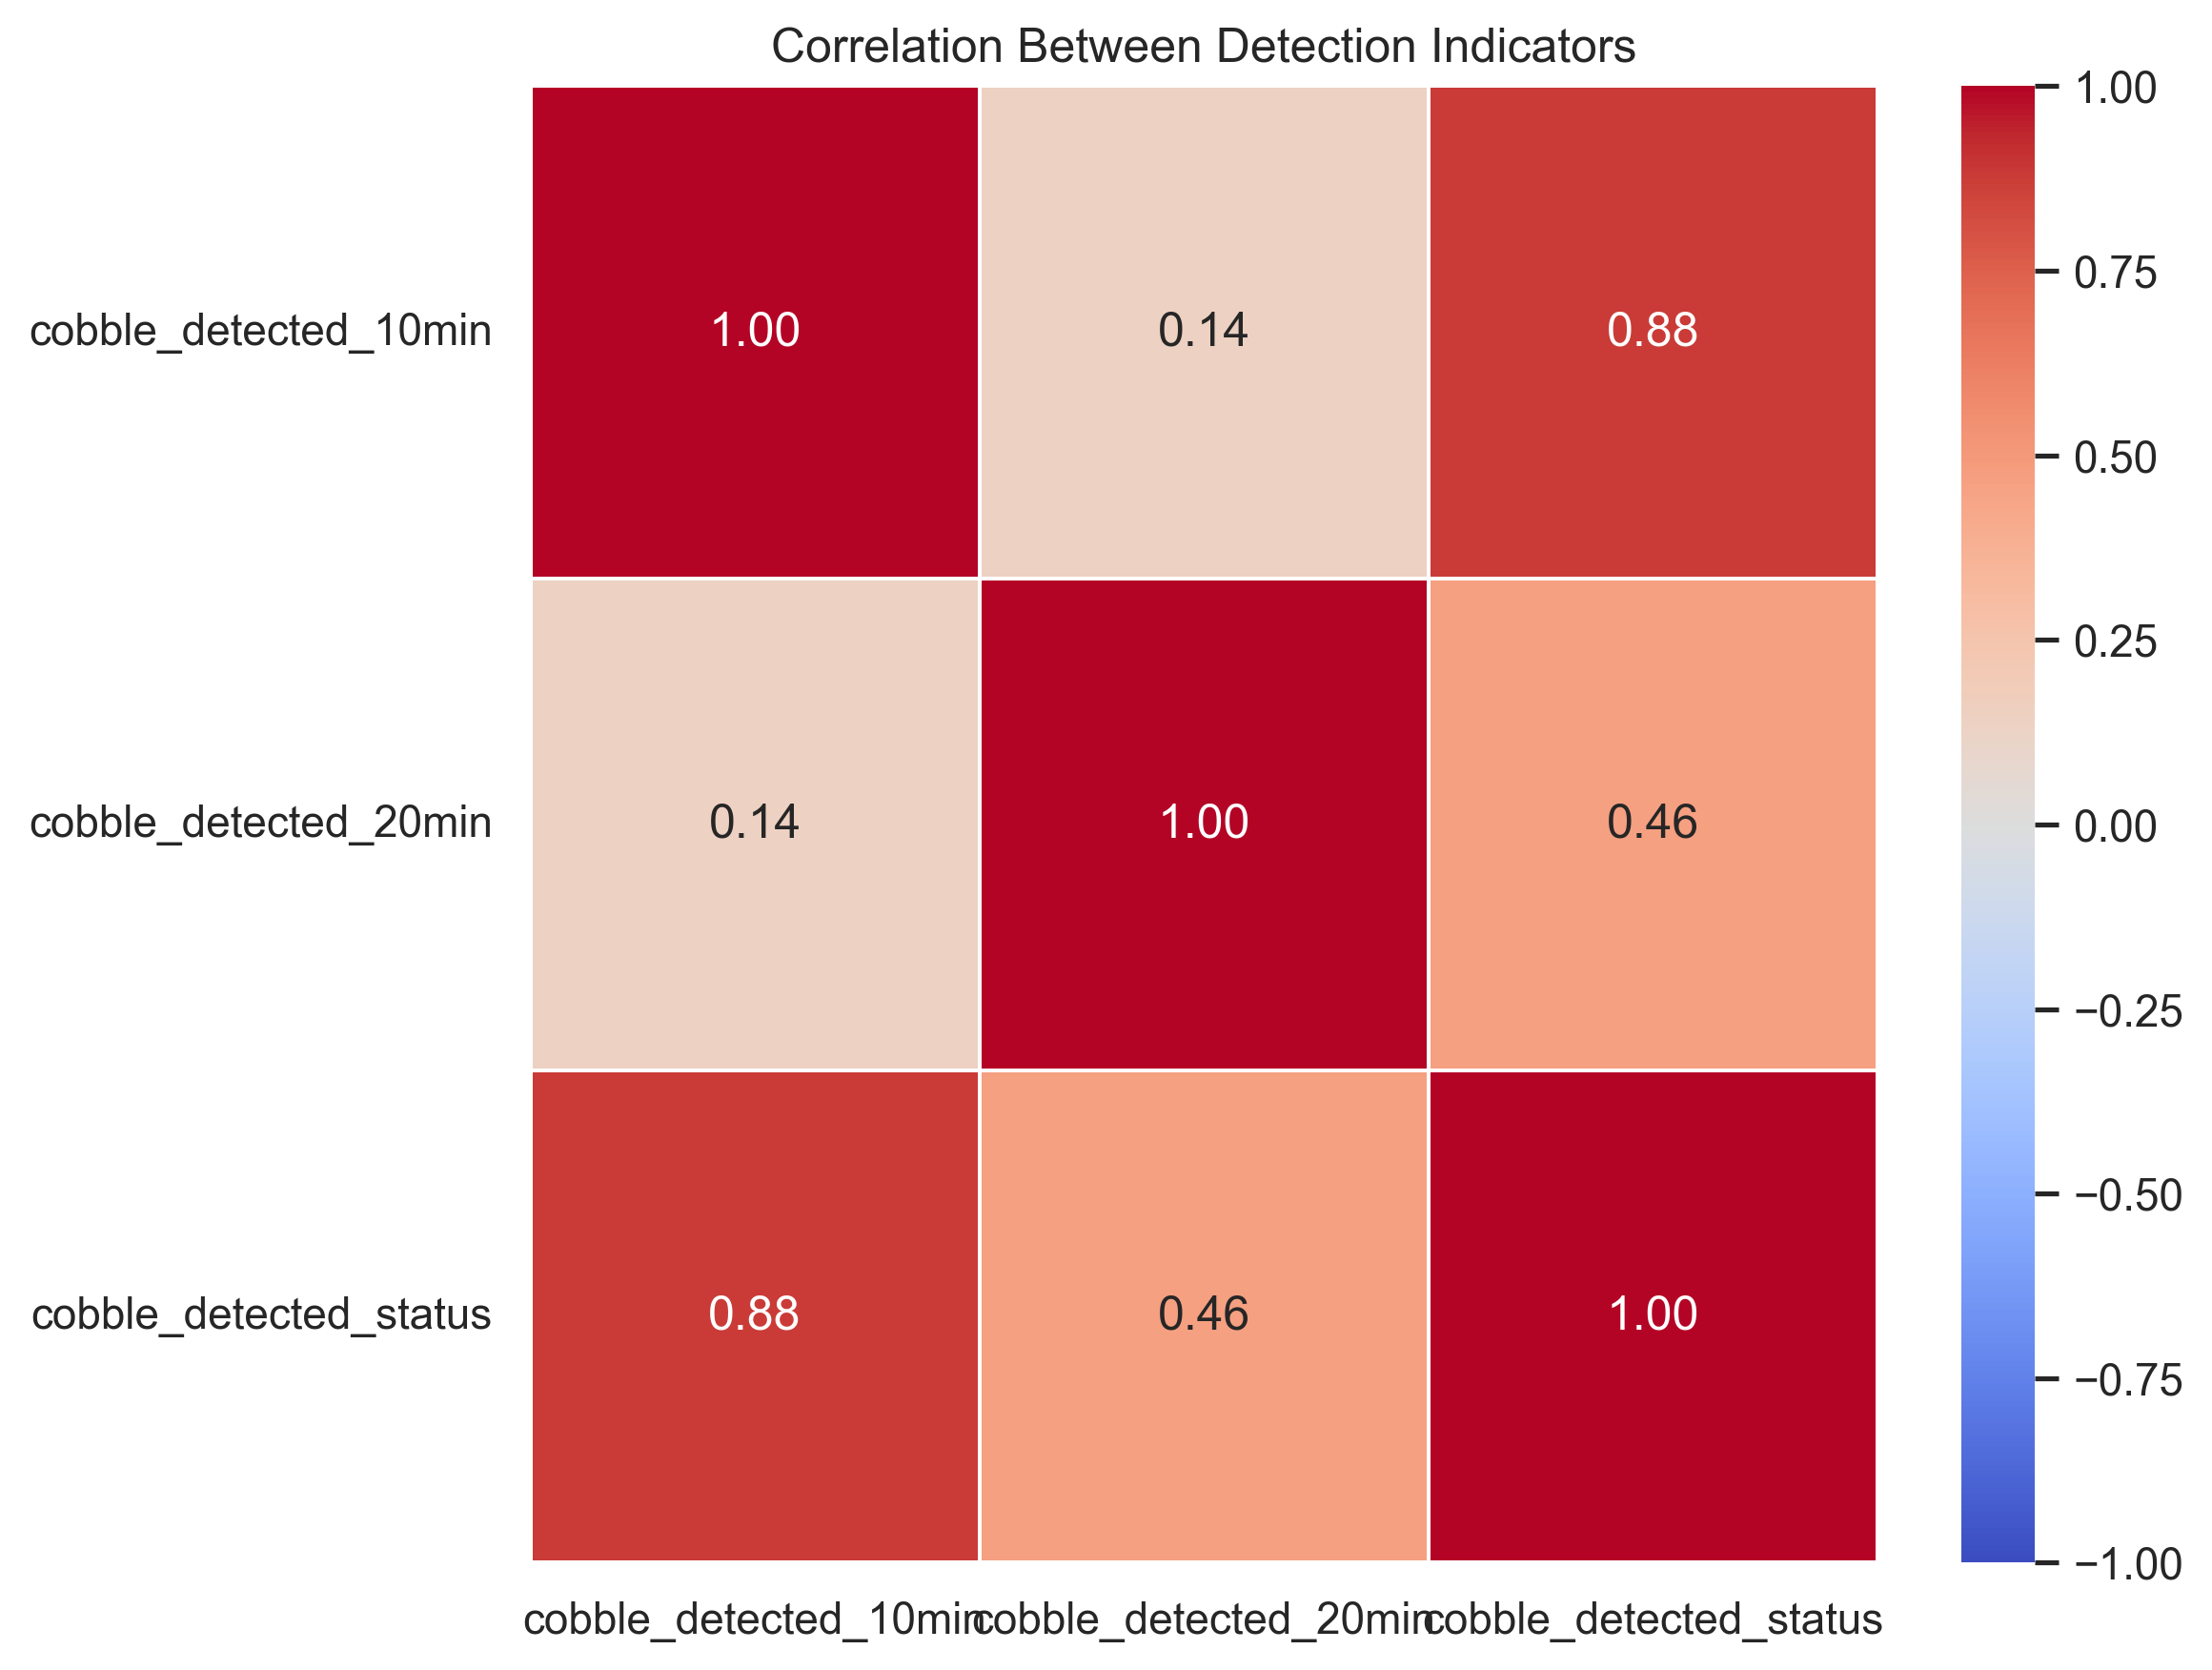 Correlation Between Detection Indicators
cobble_detected_10min
1.00
0.14
0.88
cobble_detected_20min
0.14
1.00
0.46
cobble_detected_status
0.88
0.46
1.00
cobble_detected_10min
cobble_detected_20min
cobble_detected_status
1.00
0.75
0.50
0.25
0.00
−0.25
−0.50
−0.75
−1.00